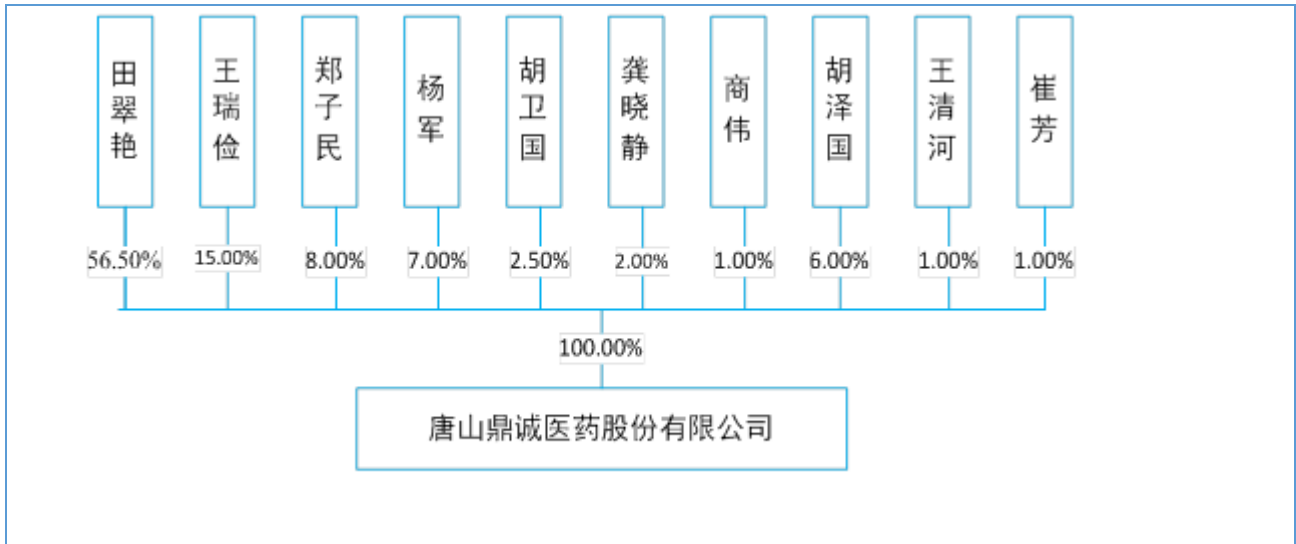 田翠艳
王瑞俭
郑子民
杨军
胡卫国
龚晓静
商伟
胡泽国
王清河
崔芳
56.50%
15.00%
8.00%
7.00%
2.50%
2.00%
1.00%
6.00%
1.00%
1.00%
100.00%
唐山鼎诚医药股份有限公司